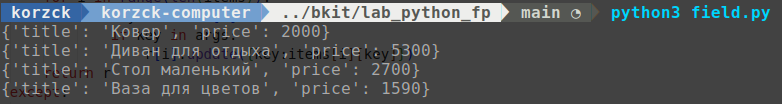 korzck korzck-computer ../bkit/lab_python_fp main python3 field.py
{'title': 'Ковер', 'price': 2000}
{'title': 'Диван для отдыха', 'price': 5300}
{'title': 'Стол маленький', 'price': 2700}
{'title': 'Ваза для цветов', 'price': 1590}